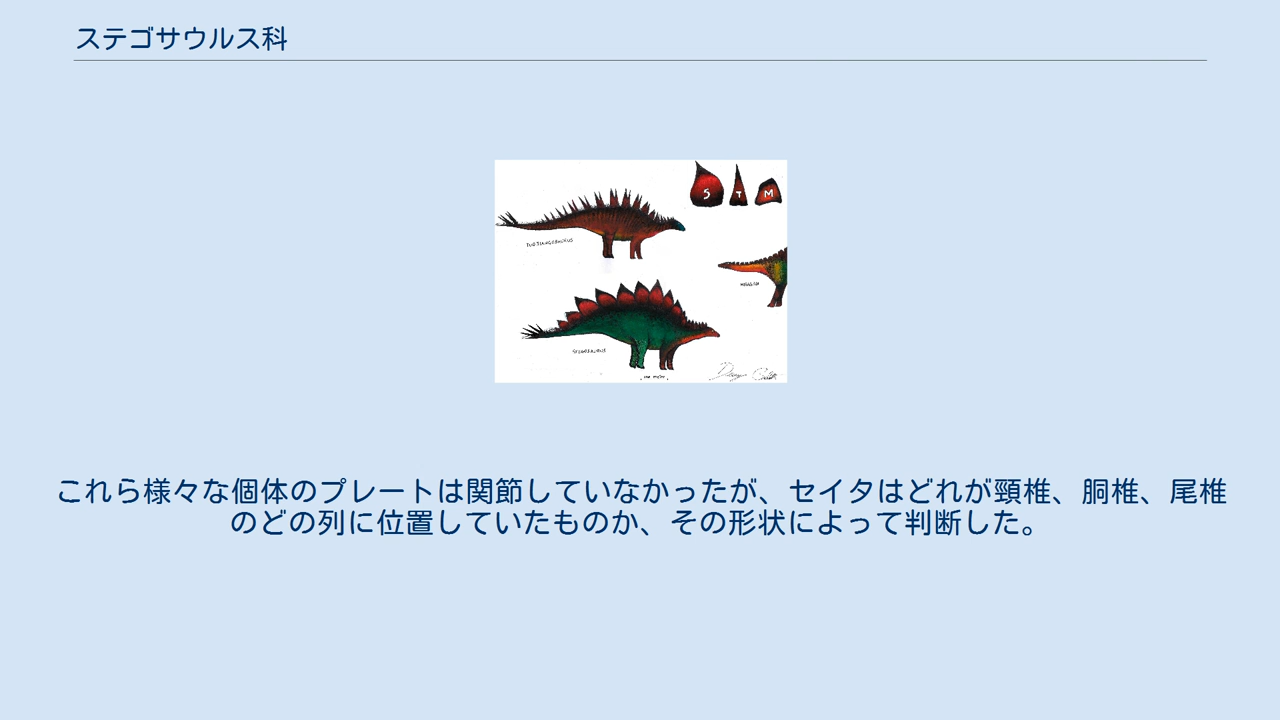 ステゴサウルス科
S T M
STEGOSAURUS
これら様々な個体のプレートは関節していなかったが、セイタはどれが頸椎、胴椎、尾椎
のどの列に位置していたものか、その形状によって判断した。